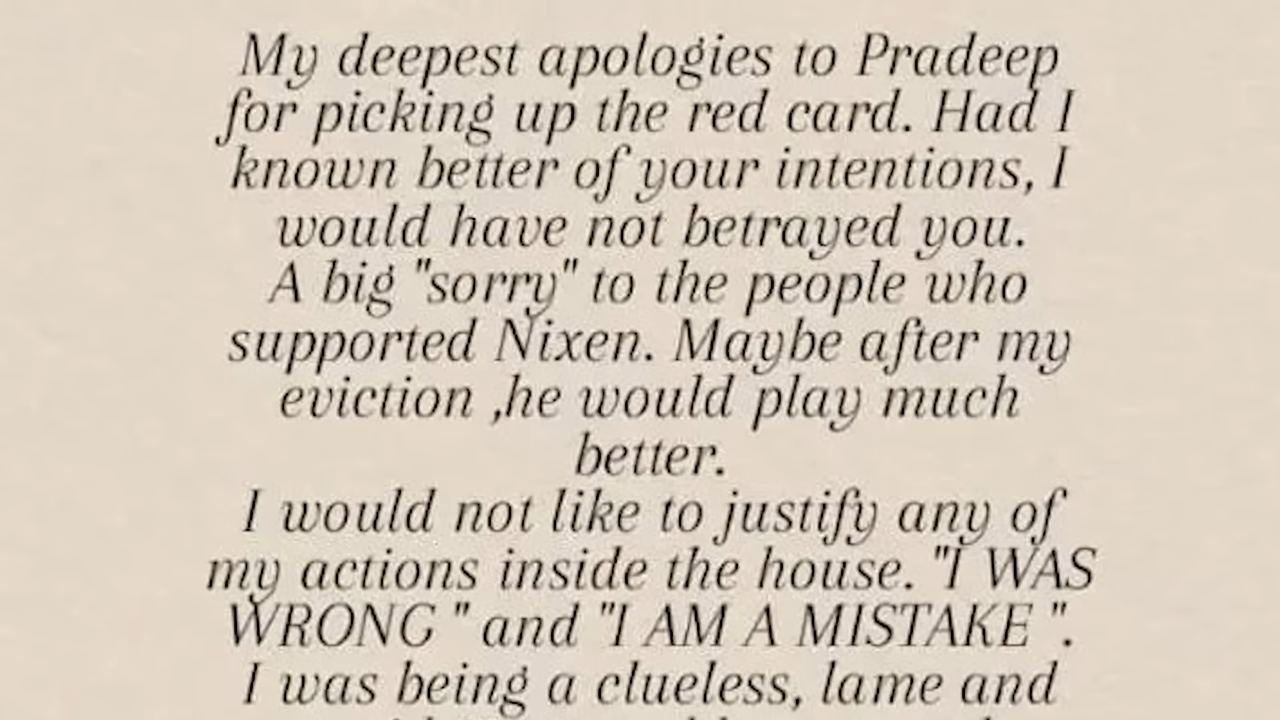 My deepest apologies to Pradeep
for picking up the red card. Had I
known better of your intentions, I
would have not betrayed you.
A big "sorry" to the people who
supported Nixen. Maybe after my
eviction ,he would play much
better.
I would not like to justify any of
my actions inside the house. "I WAS
WRONG " and "I AM A MISTAKE ".
I was being a clueless, lame and